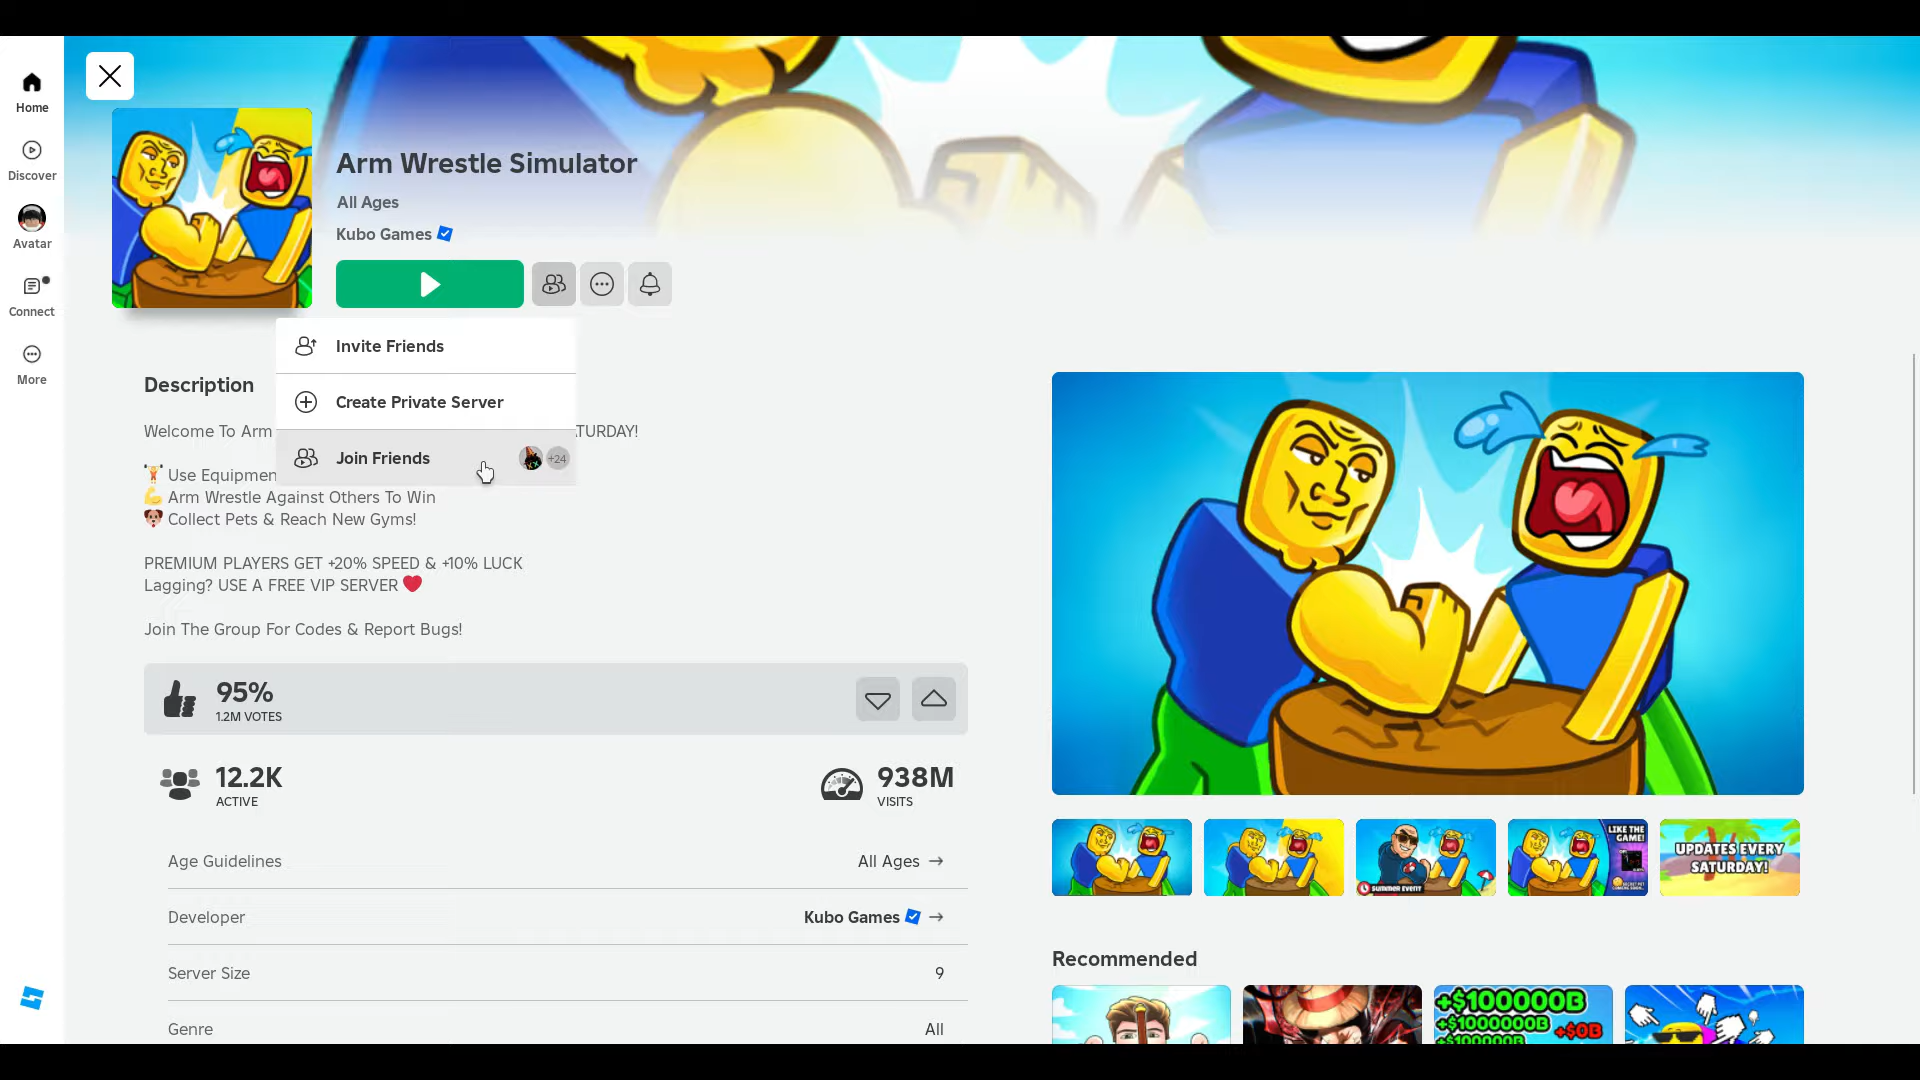 Home
Discover
Avatar
Connect
More
Arm Wrestle Simulator
All Ages
Kubo Games
Invite Friends
Create Private Server
Join Friends
+24
Description
Welcome To Arm
TURDAY!
Use Equipmen
Arm Wrestle Against Others To Win
Collect Pets & Reach New Gyms!
PREMIUM PLAYERS GET +20% SPEED & +10% LUCK
Lagging? USE A FREE VIP SERVER
Join The Group For Codes & Report Bugs!
95%
1.2M VOTES
12.2K
ACTIVE
938M
VISITS
Age Guidelines
All Ages
Developer
Kubo Games
Server Size
9
Genre
All
SUMMER EVENT
LIKE THE
GAME!
UPDATES EVERY
SATURDAY!
Recommended
+$100000B
+$1000000B
+$0B
+$100000B